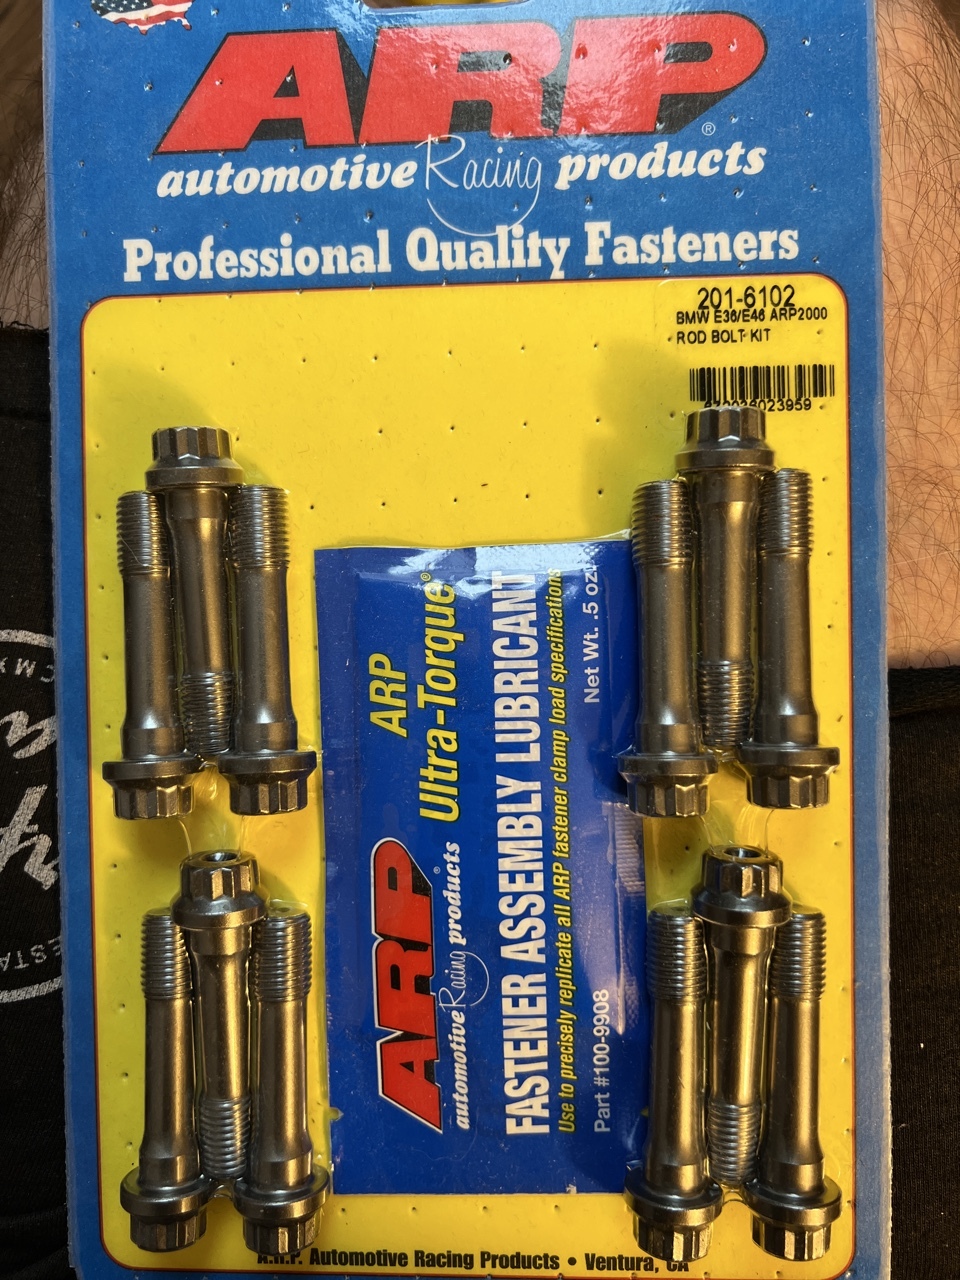 ARP®
automotive Racing products
Professional Quality Fasteners
201-6102
BMW E36/E46 ARP2000
ROD BOLT KIT
ARP
Ultra-Torque®
FASTENER ASSEMBLY LUBRICANT
Use to precisely replicate all ARP fastener clamp load specifications
Net Wt. .5 oz.
Part #100-9908
ARP®
automotive Racing products
A.R.P. Automotive Racing Products • Ventura, CA